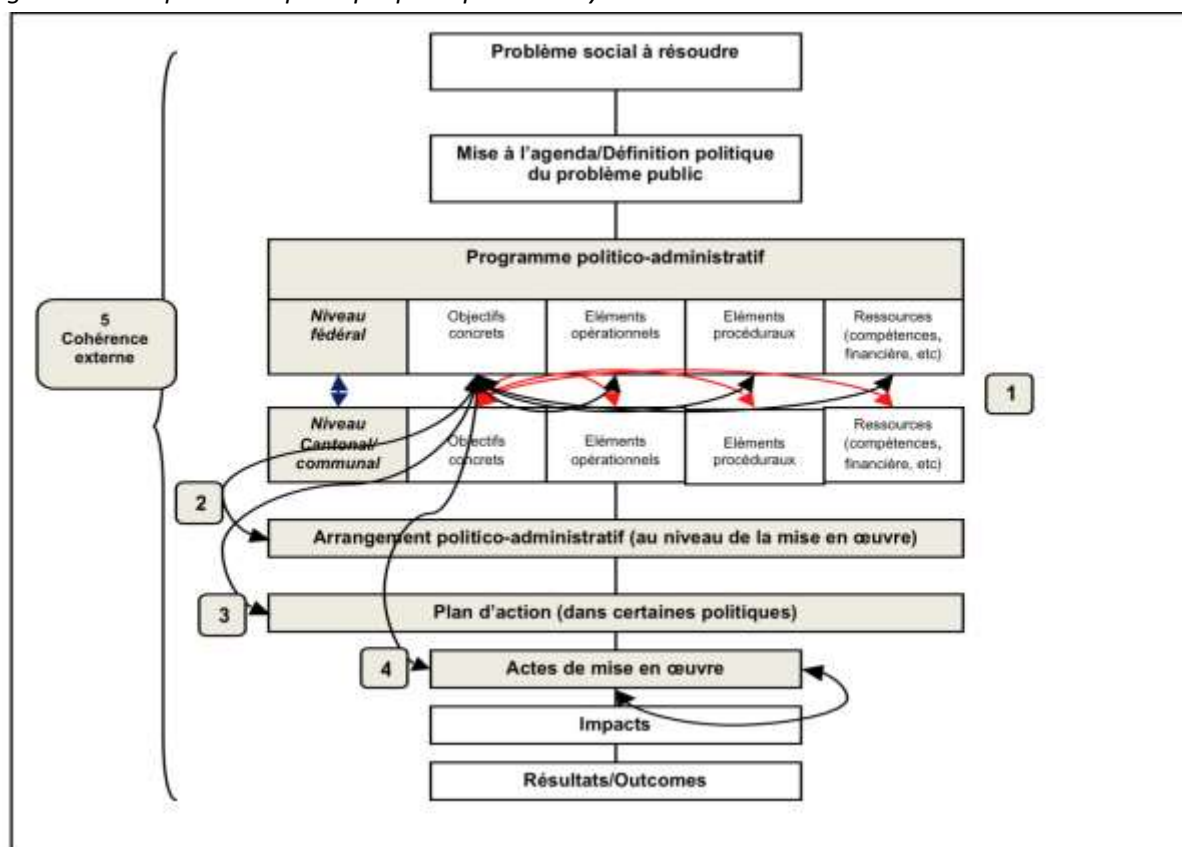 Problème social à résoudre
Mise à l'agenda/Définition politique
du problème public
Programme politico-administratif
5
Cohérence
externe
Niveau
fédéral
Objectifs
concrets
Eléments
opérationnels
Eléments
procéduraux
Ressources
(compétences,
financière, etc)
1
Niveau
Cantonal/
communal
Objectifs
concrets
Eléments
opérationnels
Eléments
procéduraux
Ressources
(compétences,
financière, etc)
2
Arrangement politico-administratif (au niveau de la mise en œuvre)
3
Plan d'action (dans certaines politiques)
4
Actes de mise en œuvre
Impacts
Résultats/Outcomes